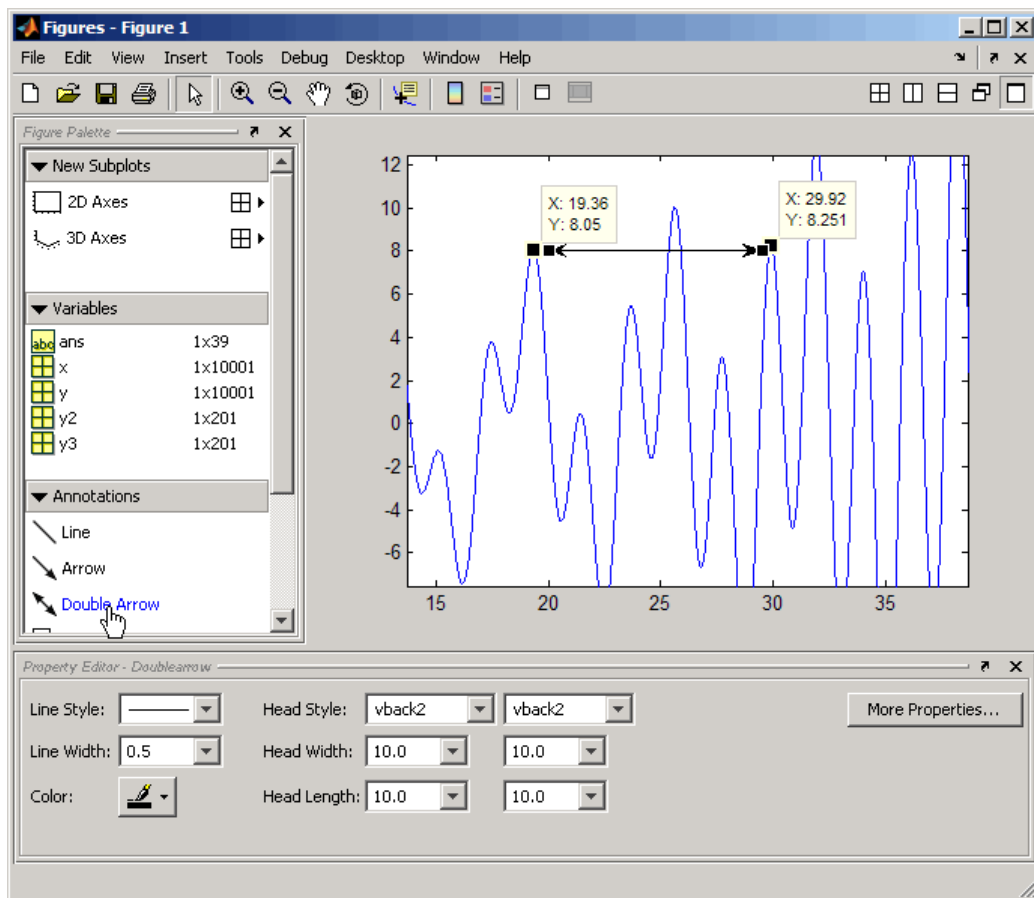 Figures - Figure 1
File Edit View Insert Tools Debug Desktop Window Help
Figure Palette
New Subplots
2D Axes
3D Axes
Variables
abc ans 1x39
x 1x10001
y 1x10001
y2 1x201
y3 1x201
Annotations
Line
Arrow
Double Arrow
12
10
8
6
4
2
0
-2
-4
-6
15 20 25 30 35
X: 19.36
Y: 8.05
X: 29.92
Y: 8.251
Property Editor - Doublearrow
Line Style: Head Style: vback2 vback2 More Properties...
Line Width: 0.5 Head Width: 10.0 10.0
Color: Head Length: 10.0 10.0